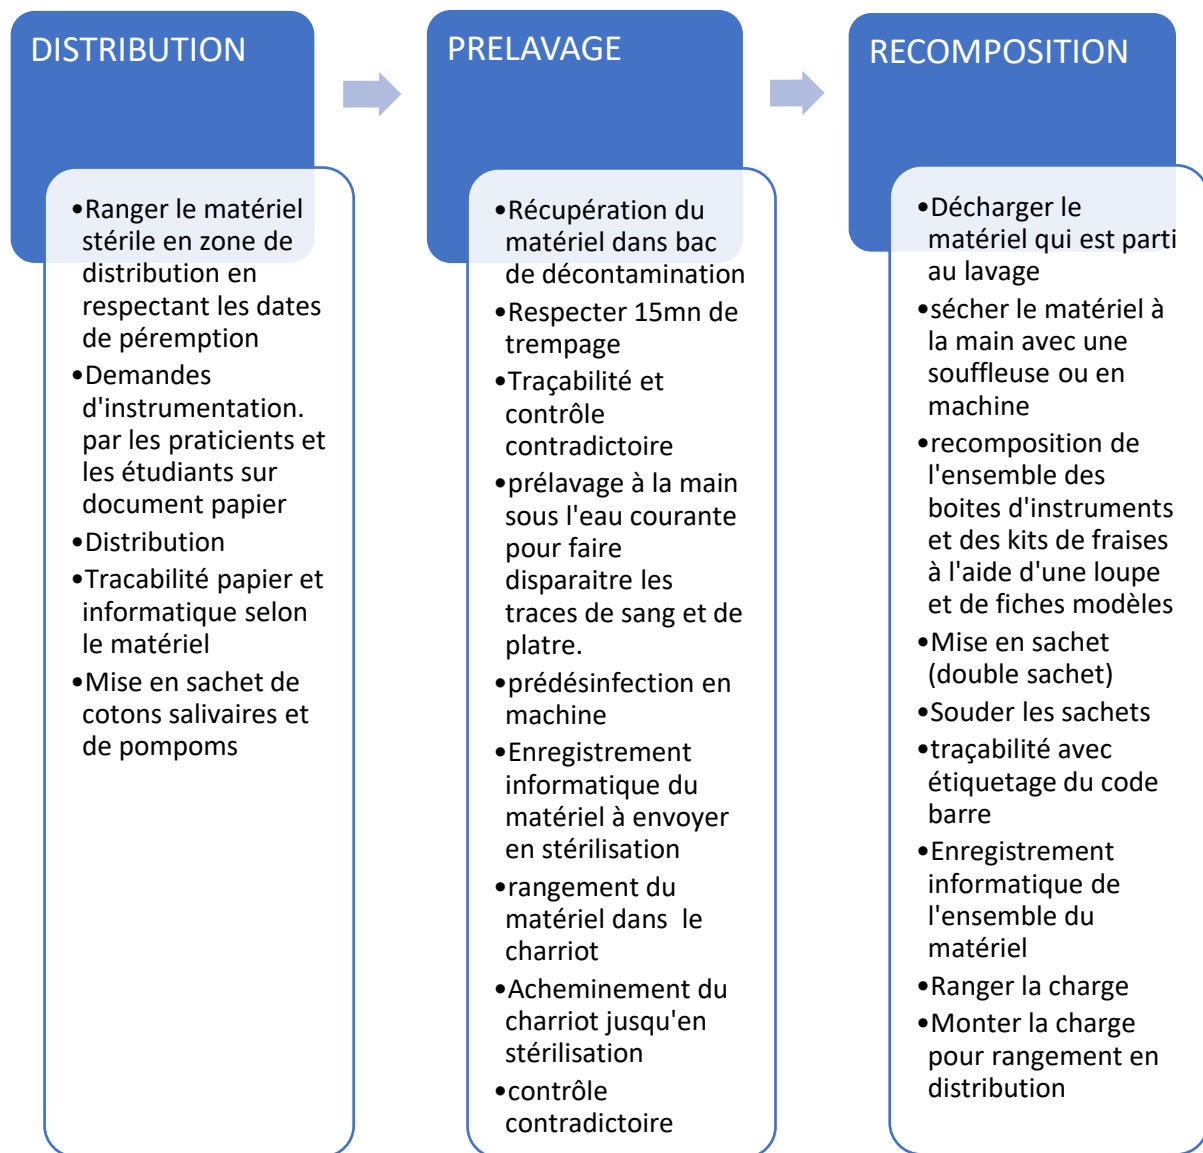 DISTRIBUTION
•Ranger le matériel
stérile en zone de
distribution en
respectant les dates
de péremption
•Demandes
d'instrumentation.
par les praticiens et
les étudiants sur
document papier
•Distribution
•Tracabilité papier et
informatique selon
le matériel
•Mise en sachet de
cotons salivaires et
de pompoms
PRELAVAGE
•Récupération du
matériel dans bac
de décontamination
•Respecter 15mn de
trempage
•Traçabilité et
contrôle
contradictoire
•prélavage à la main
sous l'eau courante
pour faire
disparaitre les
traces de sang et de
platre.
•prédésinfection en
machine
•Enregistrement
informatique du
matériel à envoyer
en stérilisation
•rangement du
matériel dans le
charriot
•Acheminement du
charriot jusqu'en
stérilisation
•contrôle
contradictoire
RECOMPOSITION
•Décharger le
matériel qui est parti
au lavage
•sécher le matériel à
la main avec une
souffleuse ou en
machine
•recomposition de
l'ensemble des
boites d'instruments
et des kits de fraises
à l'aide d'une loupe
et de fiches modèles
•Mise en sachet
(double sachet)
•Souder les sachets
•traçabilité avec
étiquetage du code
barre
•Enregistrement
informatique de
l'ensemble du
matériel
•Ranger la charge
•Monter la charge
pour rangement en
distribution